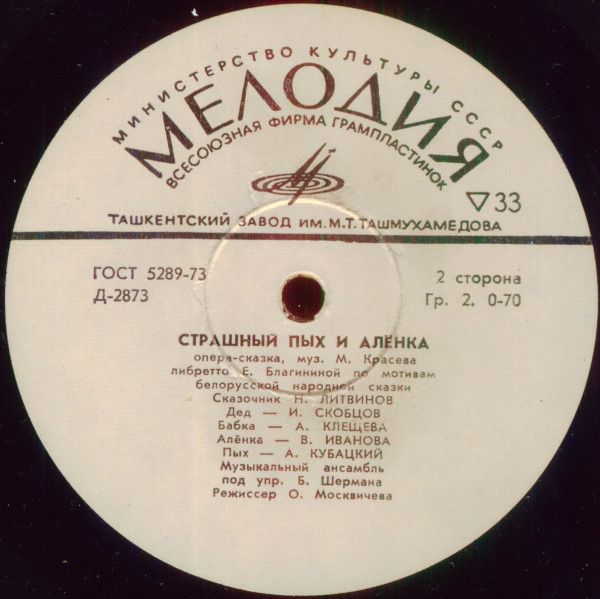 МИНИСТЕРСТВО КУЛЬТУРЫ СССР
МЕЛОДИЯ
ВСЕСОЮЗНАЯ ФИРМА ГРАМПЛАСТИНОК
▽33
ТАШКЕНТСКИЙ ЗАВОД ИМ. М.Т. ТАШМУХАМЕДОВА
ГОСТ 5289-73
Д-2873
2 сторона
Гр. 2. 0-70
СТРАШНЫЙ ПЫХ И АЛЁНКА
опера-сказка, муз. М. Красева
либретто Е. Благининой по мотивам
белорусской народной сказки
Сказочник Н. ЛИТВИНОВ
Дед — И. СКОБЦОВ
Бабка — А. КЛЕЩЕВА
Алёнка — В. ИВАНОВА
Пых — А. КУБАЦКИЙ
Музыкальный ансамбль
под упр. Б. Шермана
Режиссер О. Москвичева